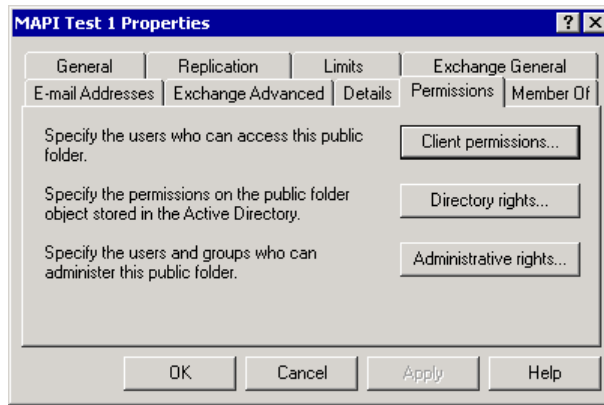 MAPI Test 1 Properties
? ×
General Replication Limits Exchange General
E-mail Addresses Exchange Advanced Details Permissions Member Of
Specify the users who can access this public
folder.
Client permissions...
Specify the permissions on the public folder
object stored in the Active Directory.
Directory rights...
Specify the users and groups who can
administer this public folder.
Administrative rights...
OK Cancel Apply Help